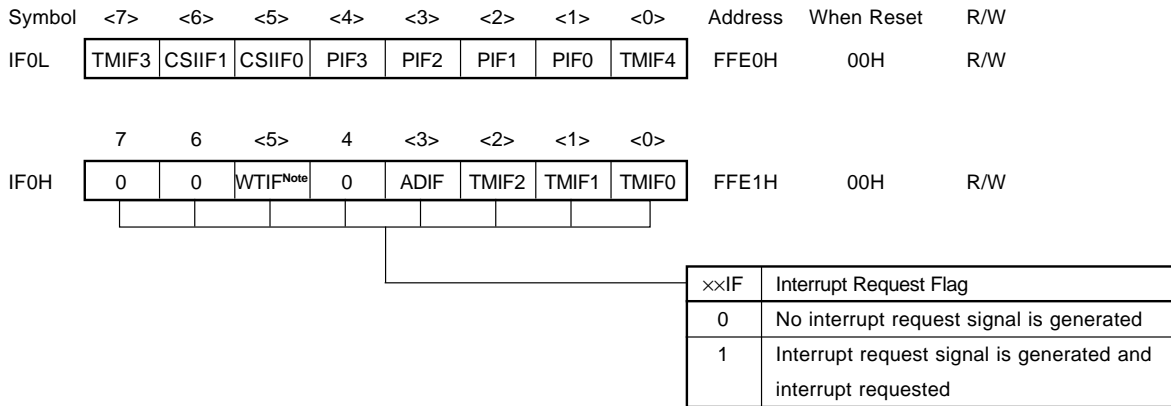 Symbol <7> <6> <5> <4> <3> <2> <1> <0> Address When Reset R/W
IF0L TMIF3 CSIIF1 CSIIF0 PIF3 PIF2 PIF1 PIF0 TMIF4 FFE0H 00H R/W
7 6 <5> 4 <3> <2> <1> <0>
IF0H 0 0 WTIFNote 0 ADIF TMIF2 TMIF1 TMIF0 FFE1H 00H R/W
××IF Interrupt Request Flag
0 No interrupt request signal is generated
1 Interrupt request signal is generated and
interrupt requested